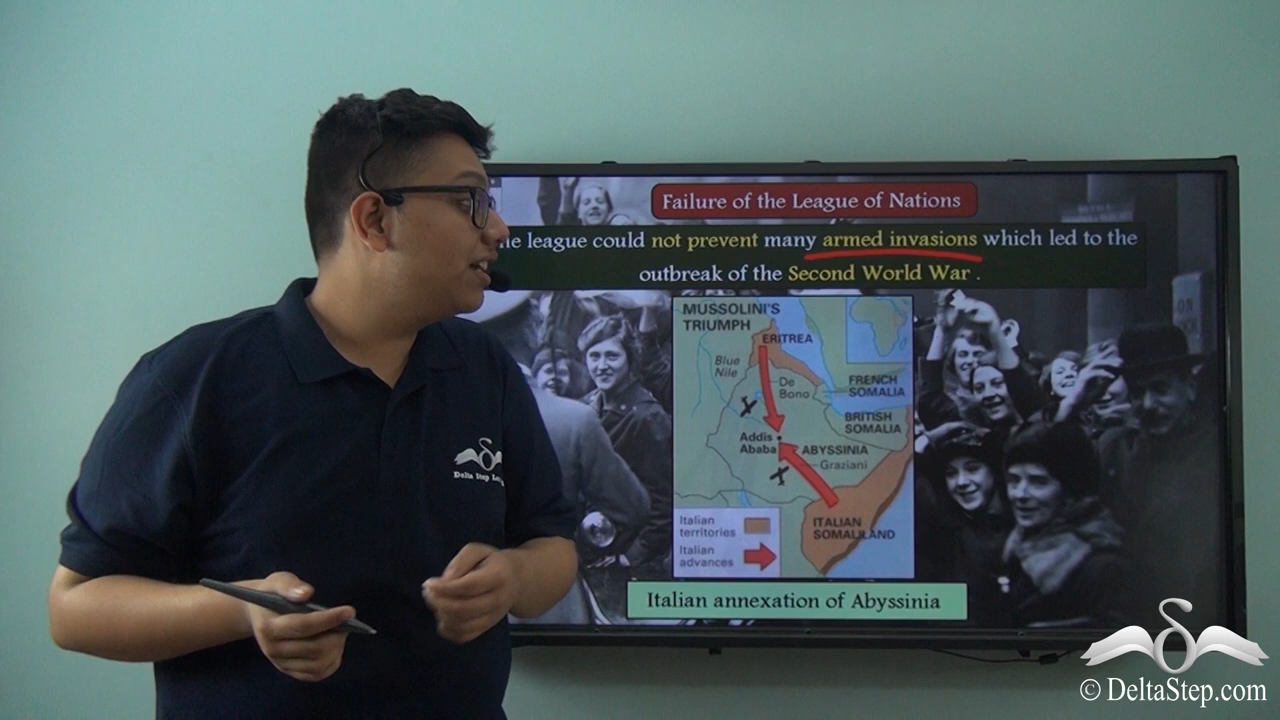 Failure of the League of Nations
he league could not prevent many armed invasions which led to the
outbreak of the Second World War .
MUSSOLINI'S
TRIUMPH
ERITREA
Blue
Nile
De
Bono
FRENCH
SOMALIA
BRITISH
SOMALIA
Addis
Ababa
ABYSSINIA
Graziani
ITALIAN
SOMALILAND
Italian
territories
Italian
advances
Italian annexation of Abyssinia
Delta Step
© DeltaStep.com